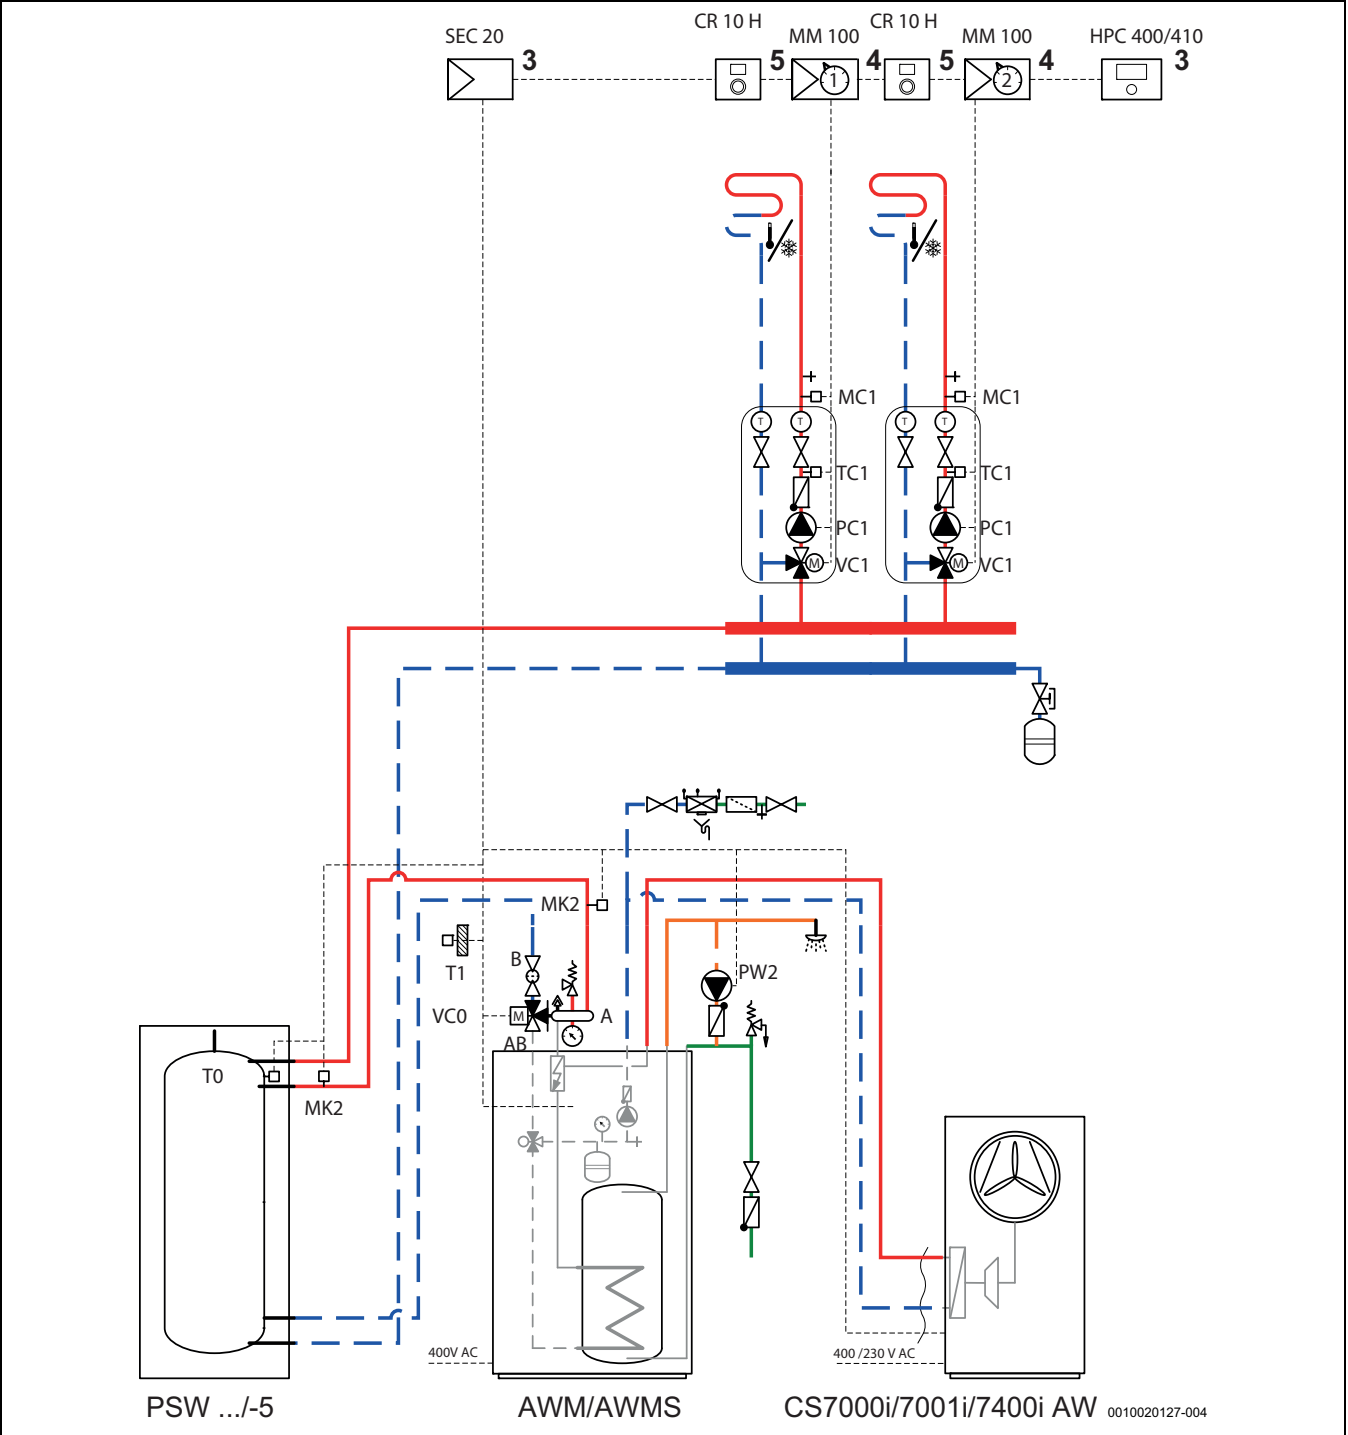 SEC 20
3
CR 10 H
5
MM 100
4
1
CR 10 H
5
MM 100
4
2
HPC 400/410
3
MC1
MC1
T
T
T
T
TC1
TC1
PC1
PC1
M
VC1
M
VC1
MK2
T1
B
PW2
VC0
M
A
AB
T0
MK2
400V AC
400 /230 V AC
PSW .../-5
AWM/AWMS
CS7000i/7001i/7400i AW
0010020127-004